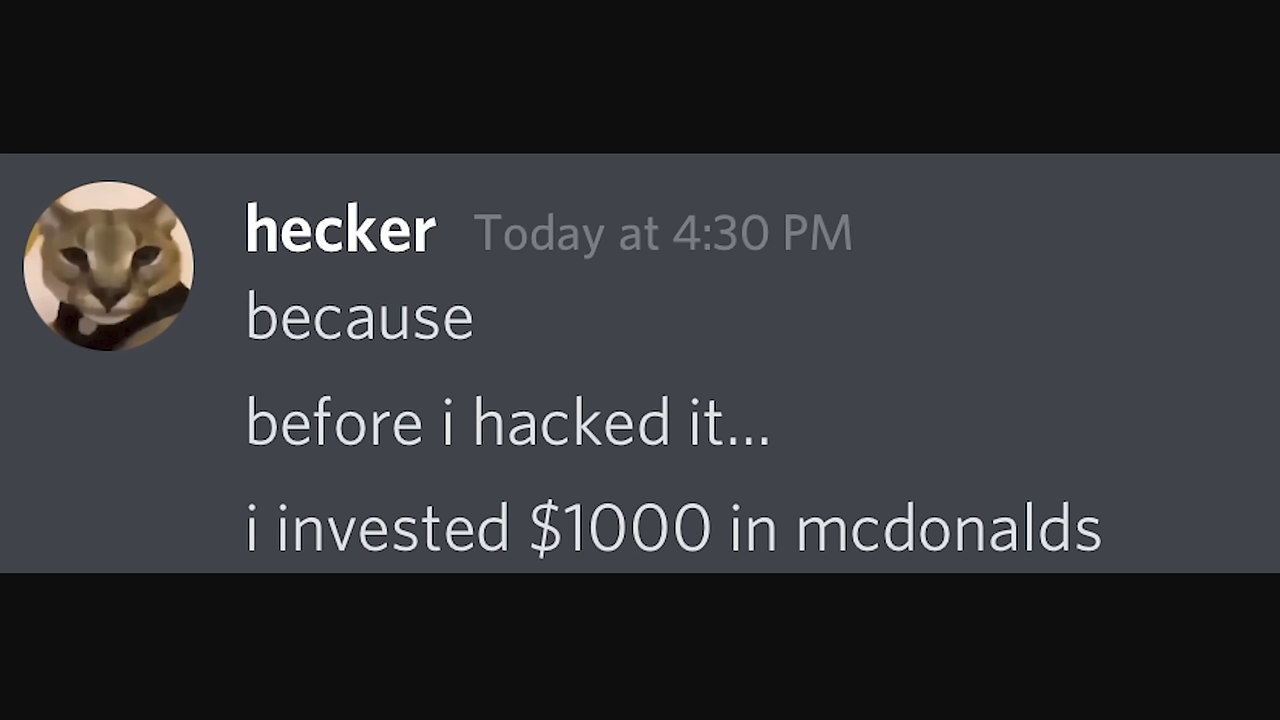 hecker Today at 4:30 PM
because
before i hacked it...
i invested $1000 in mcdonalds